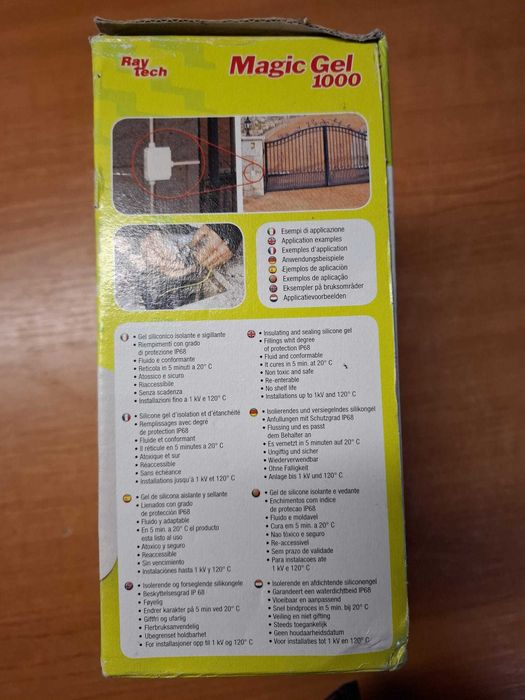 Ray
tech
Magic Gel
1000
Esempi di applicazione
Application examples
Exemples d'application
Anwendungsbeispiele
Ejemplos de aplicación
Exemplos de aplicação
Eksempler på bruksområder
Applicatievoorbeelden
• Gel siliconico isolante e sigillante
• Riempimenti con grado
di protezione IP68
• Fluido e conformante
• Reticola in 5 minuti a 20° C
• Atossico e sicuro
• Riaccessibile
• Senza scadenza
• Installazioni fino a 1 kV e 120° C
• Insulating and sealing silicone gel
• Fillings whit degree
of protection IP68
• Fluid and conformable
• It cures in 5 min. at 20° C
• Non toxic and safe
• Re-enterable
• No shelf life
• Installations up to 1kV and 120° C
• Silicone gel d'isolation et d'étanchéité
• Remplissages avec degré
de protection IP68
• Fluide et conformant
• Il réticule en 5 minutes a 20° C
• Atoxique et sur
• Réaccessible
• Sans échéance
• Installations jusqu'à 1 kV et 120° C
• Isolierendes und versiegelndes silikongel
• Anfullungen mit Schutzgrad IP68
• Flussing und es passt
dem Behalter an
• Es vernetzt in 5 minuten auf 20° C
• Ungiftig und sicher
• Wiederverwendbar
• Ohne Falligkeit
• Anlage bis 1 kV und 120° C
• Gel de silicona aislante y sellante
• Llenados con grado
de protección IP68
• Fluido y adaptable
• En 5 min. a 20° C el producto
esta listo al uso
• Atoxico y seguro
• Reaccessible
• Sin vencimiento
• Instalaciònes hasta 1 kV y 120° C
• Gel de silicone isolante e vedante
• Enchimentos com indice
de protecao IP68
• Fluido e moldavel
• Cura em 5 min. a 20° C
• Nao toxico e seguro
• Re-accessivel
• Sem prazo de validade
• Para instalacoes ate
1 kV e 120° C
• Isolerende og forseglende silikongele
• Beskyttelsesgrad IP 68
• Føyelig
• Endrer karakter på 5 min ved 20° C
• Giftfri og ufarlig
• Flerbruksanvendlig
• Ubegrenset holdbarhet
• For installasjoner opp til 1 kV og 120° C
• Isolerende en afdichtende siliconengel
• Garandeert een waterdichtheid IP68
• Vloeibaar en aanpassend
• Snel bindproces in 5 min. bij 20° C
• Veiling en niet gifting
• Steeds toegankelijk
• Geen houdbaarheidsdatum
• Voor installaties tot 1 kV en 120° C